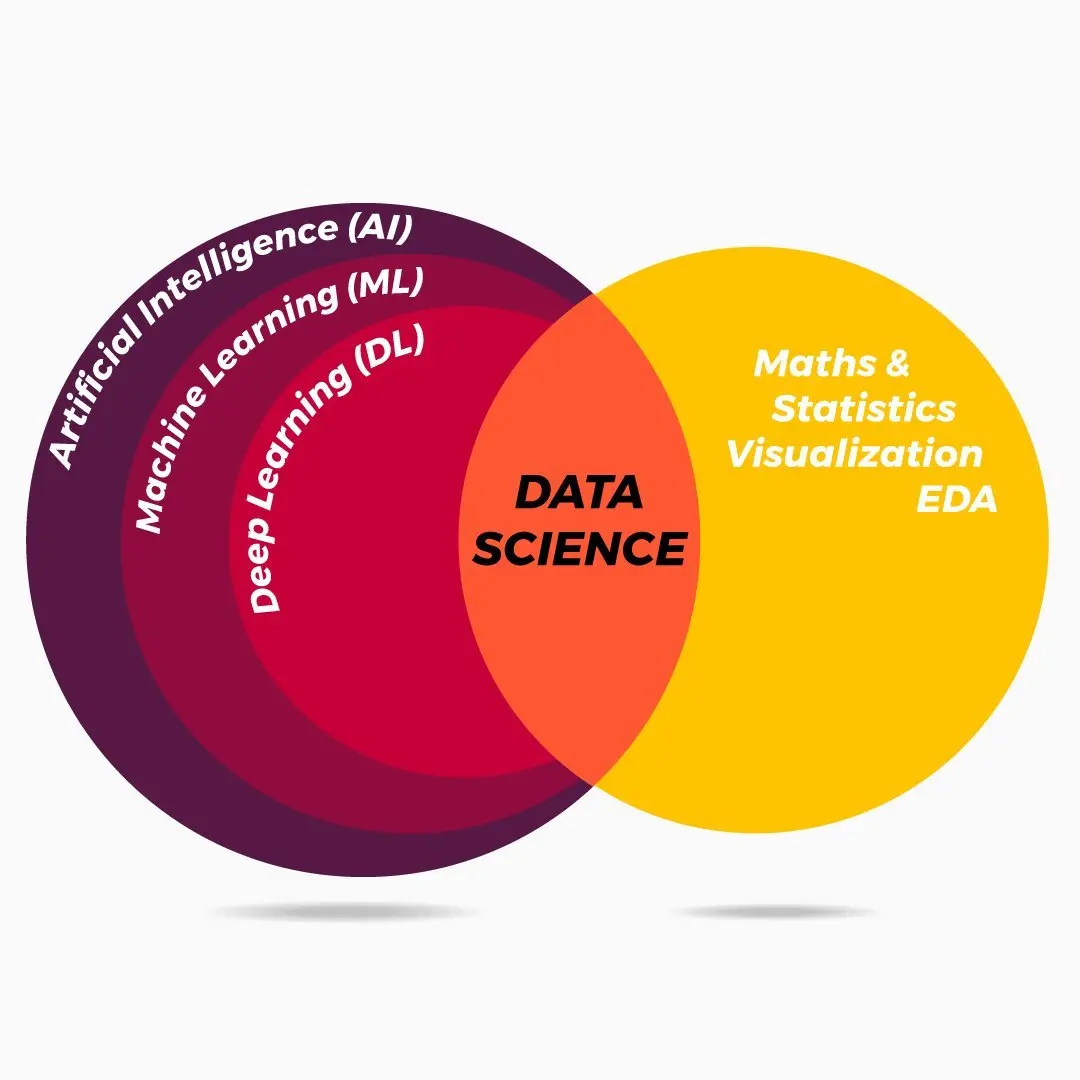 Artificial Intelligence (AI)
Machine Learning (ML)
Deep Learning (DL)
DATA
SCIENCE
Maths &
Statistics
Visualization
EDA